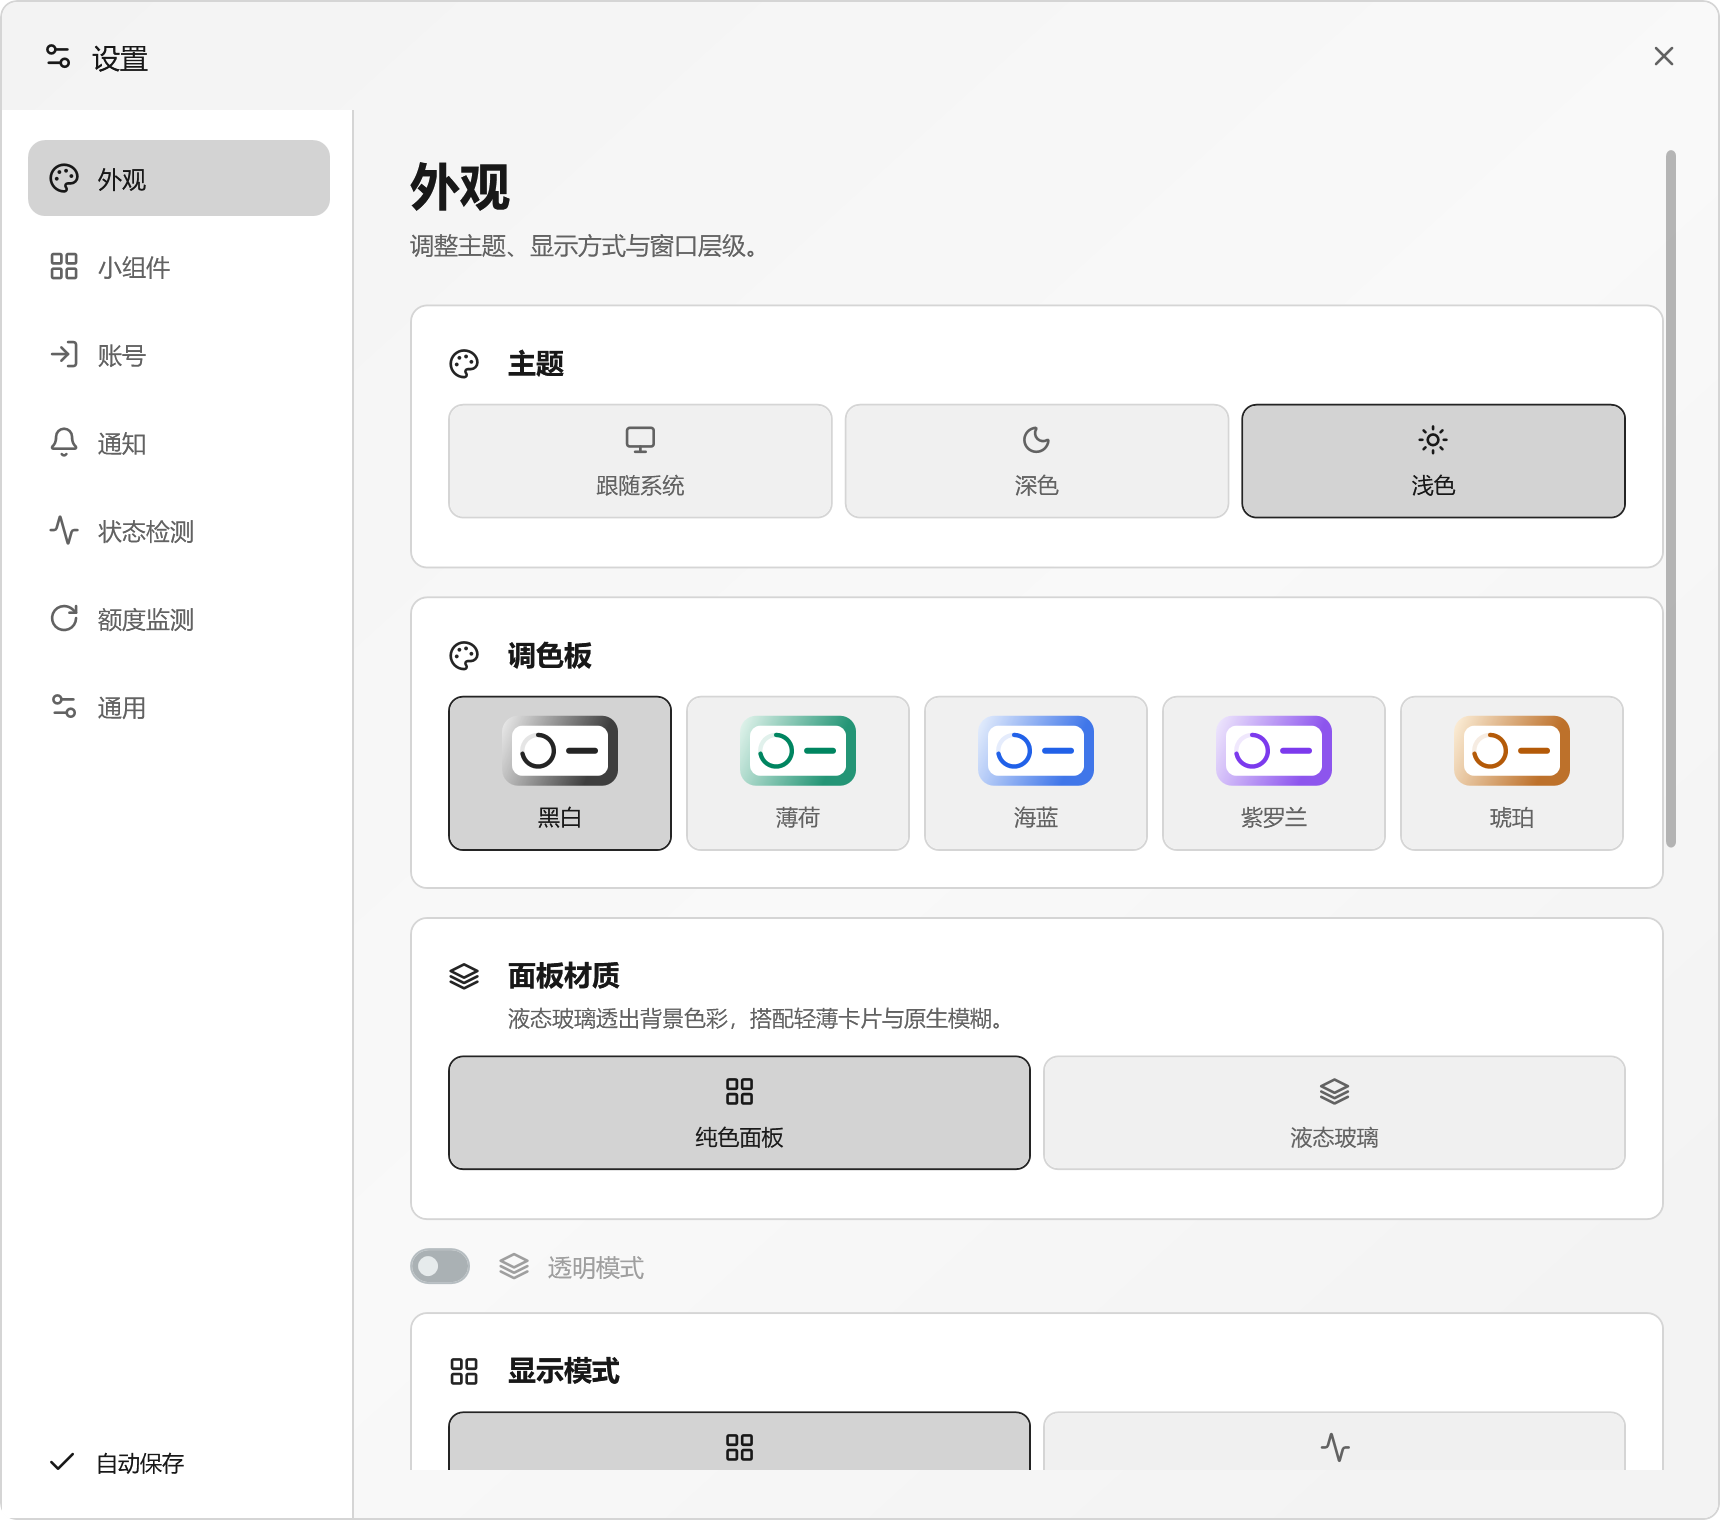 设置
外观
小组件
账号
通知
状态检测
额度监测
通用
自动保存
外观
调整主题、显示方式与窗口层级。
主题
跟随系统
深色
浅色
调色板
黑白
薄荷
海蓝
紫罗兰
琥珀
面板材质
液态玻璃透出背景色彩，搭配轻薄卡片与原生模糊。
纯色面板
液态玻璃
透明模式
显示模式